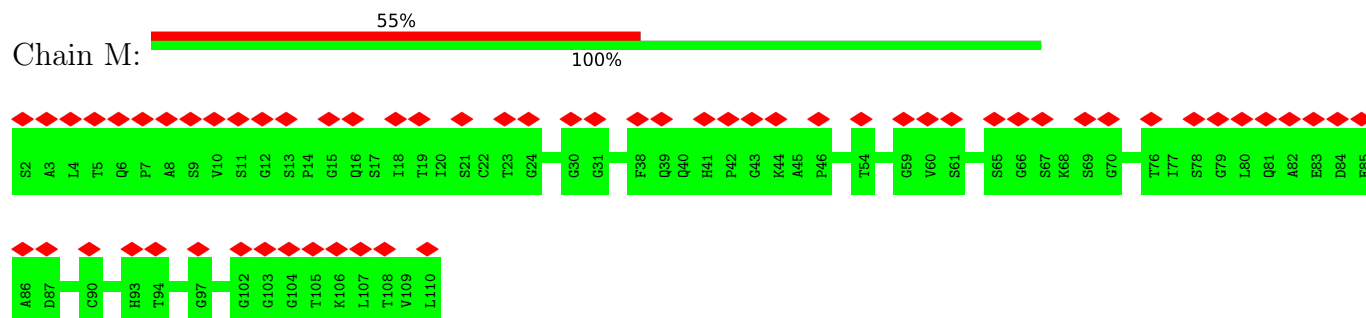 55%
Chain M:
100%
S2 A3 L4 T5 Q6 P7 A8 S9 V10 S11 G12 S13 P14 G15 Q16 S17 I18 T19 I20 S21 C22 T23 G24 G30 G31 F38 Q39 Q40 H41 P42 G43 K44 A45 P46 T54 G59 V60 S61 S65 G66 S67 K68 S69 G70 T76 I77 S78 G79 L80 Q81 A82 E83 D84 E85
A86 D87 C90 H93 T94 G97 G102 G103 G104 T105 K106 L107 T108 V109 L110